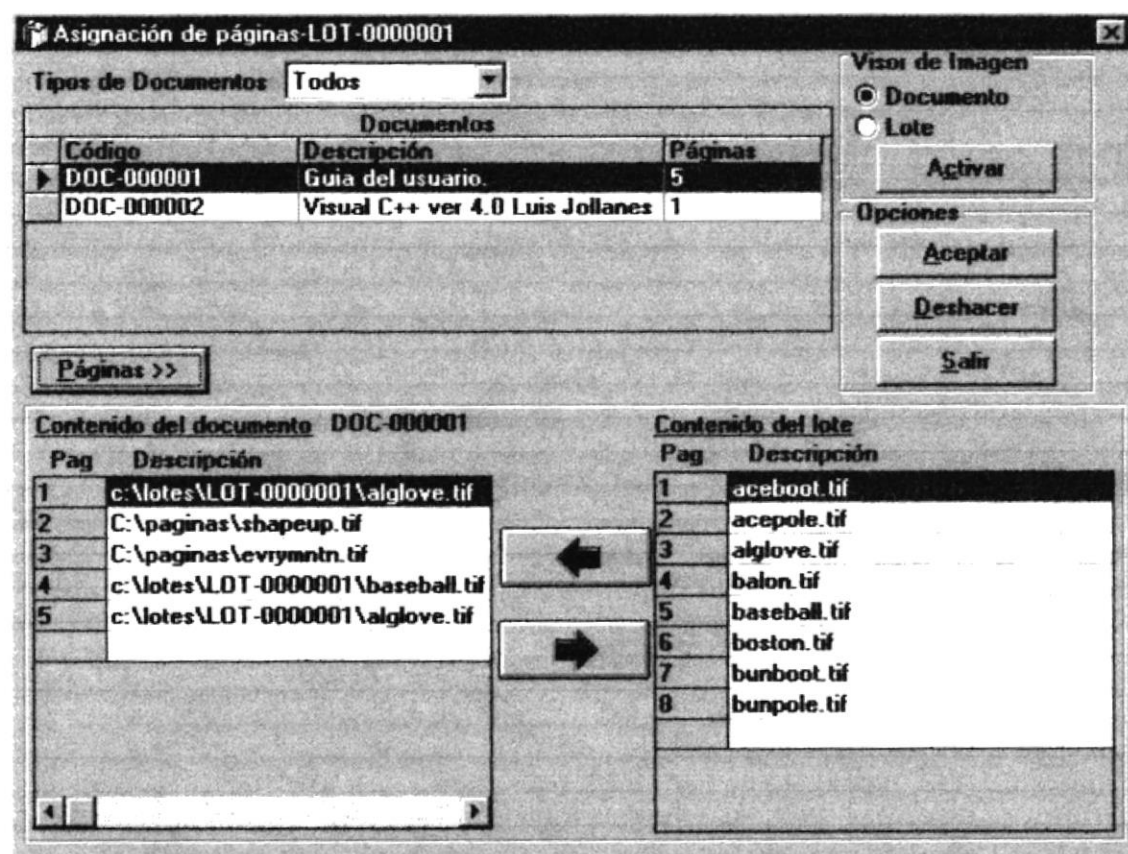 Asignación de páginas-LOT-0000001
Tipos de Documentos Todos
Documentos
Código Descripción Páginas
DOC-000001 Guia del usuario. 5
DOC-000002 Visual C++ ver 4.0 Luis Jollanes 1
Visor de Imagen
Documento
Lote
Activar
Opciones
Aceptar
Deshacer
Salir
Páginas >>
Contenido del documento DOC-000001
Pag Descripción
1 c:\lotes\LOT-0000001\alglove.tif
2 C:\paginas\shapeup.tif
3 C:\paginas\evrymntn.tif
4 c:\lotes\LOT-0000001\baseball.tif
5 c:\lotes\LOT-0000001\alglove.tif
Contenido del lote
Pag Descripción
1 aceboot.tif
2 acepole.tif
3 alglove.tif
4 balon.tif
5 baseball.tif
6 boston.tif
7 bunboot.tif
8 bunpole.tif